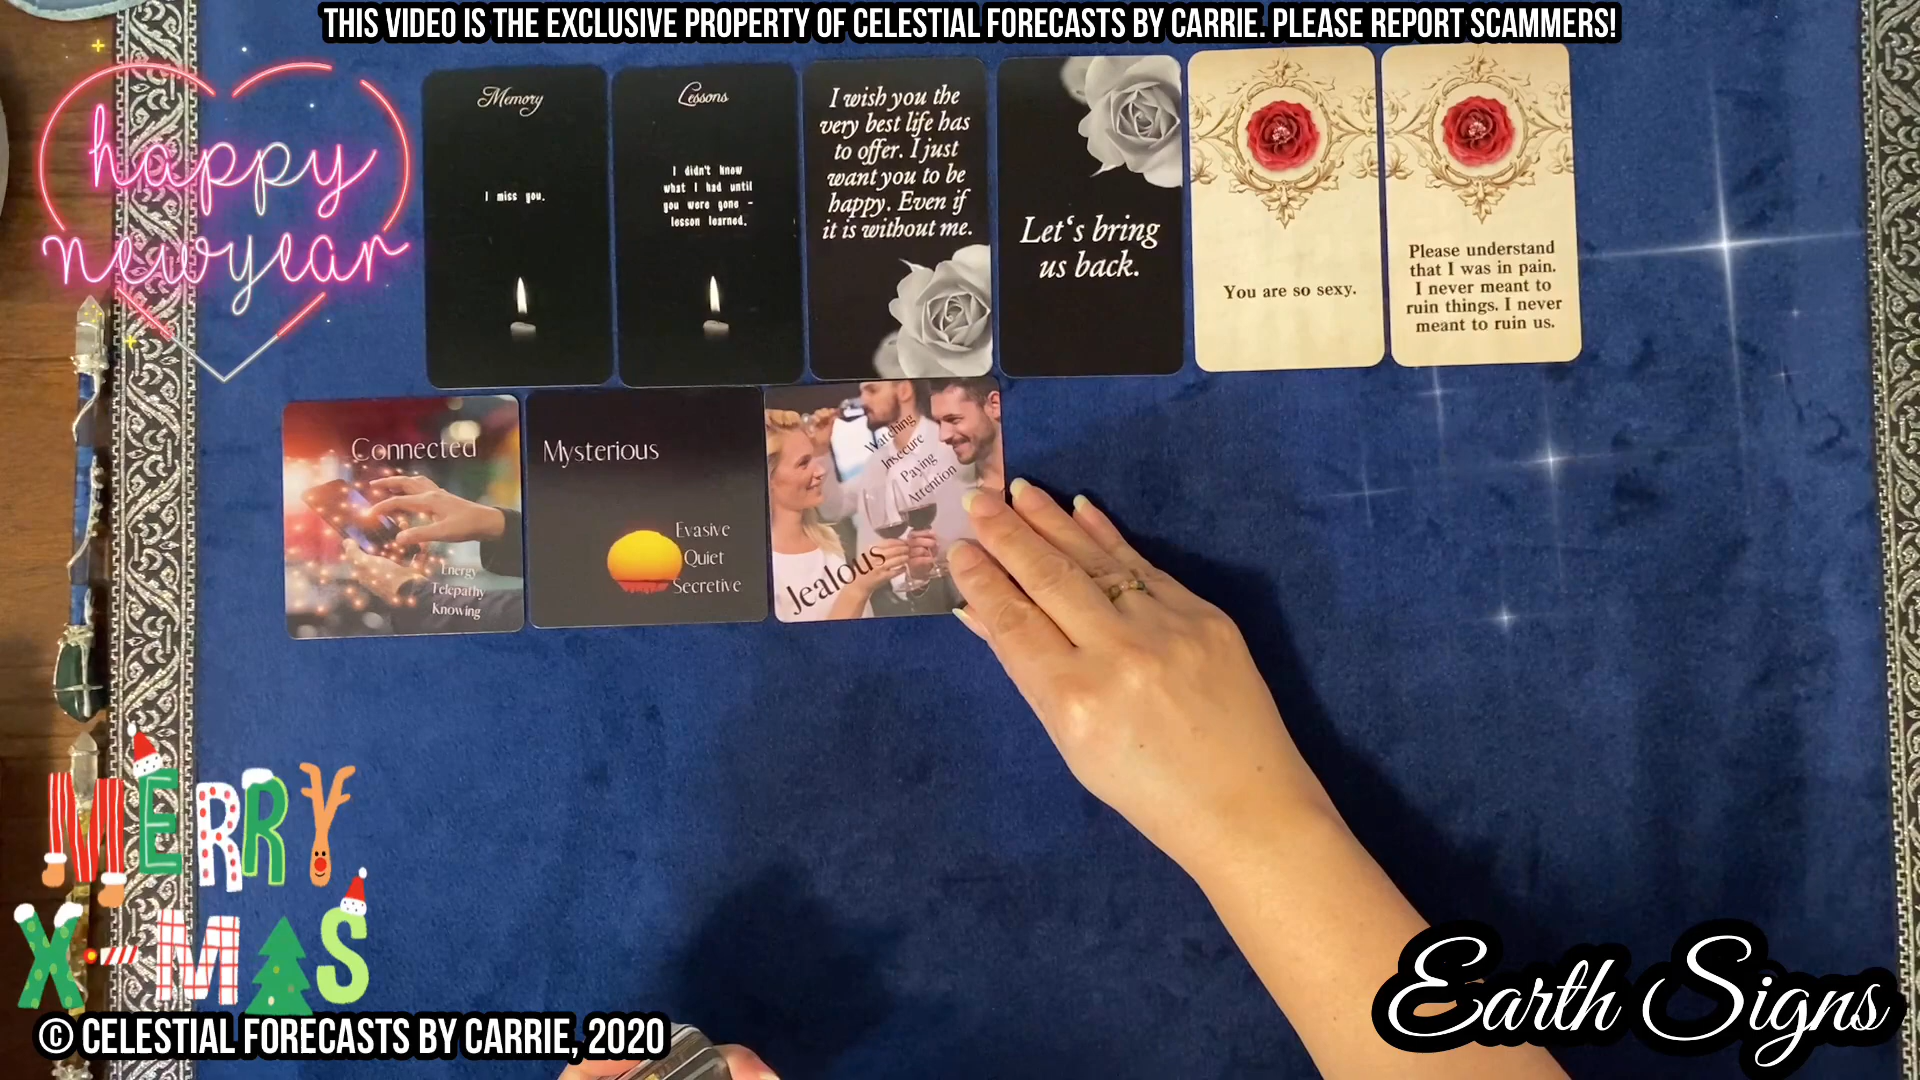 THIS VIDEO IS THE EXCLUSIVE PROPERTY OF CELESTIAL FORECASTS BY CARRIE. PLEASE REPORT SCAMMERS!
happy
new year
Memory
I miss you.
Lessons
I didn't know
what I had until
you were gone -
lesson learned.
I wish you the
very best life has
to offer. I just
want you to be
happy. Even if
it is without me.
Let's bring
us back.
You are so sexy.
Please understand
that I was in pain.
I never meant to
ruin things. I never
meant to ruin us.
Connected
Energy
Telepathy
Knowing
Mysterious
Evasive
Quiet
Secretive
Watching
Insecure
Paying
Attention
Jealous
MERRY
X-MAS
© CELESTIAL FORECASTS BY CARRIE, 2020
Earth Signs